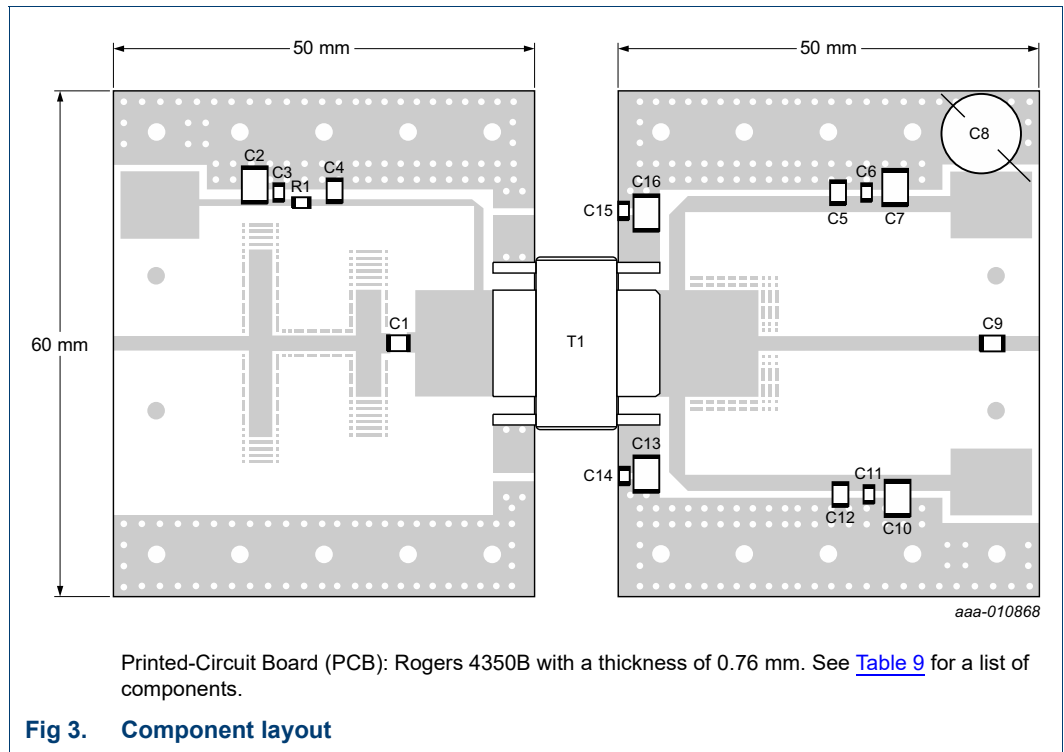 50 mm
50 mm
60 mm
C2
C3
R1
C4
C1
C15
C16
C5
C6
C7
C8
T1
C9
C14
C13
C12
C11
C10
aaa-010868
Printed-Circuit Board (PCB): Rogers 4350B with a thickness of 0.76 mm. See Table 9 for a list of
components.
Fig 3. Component layout